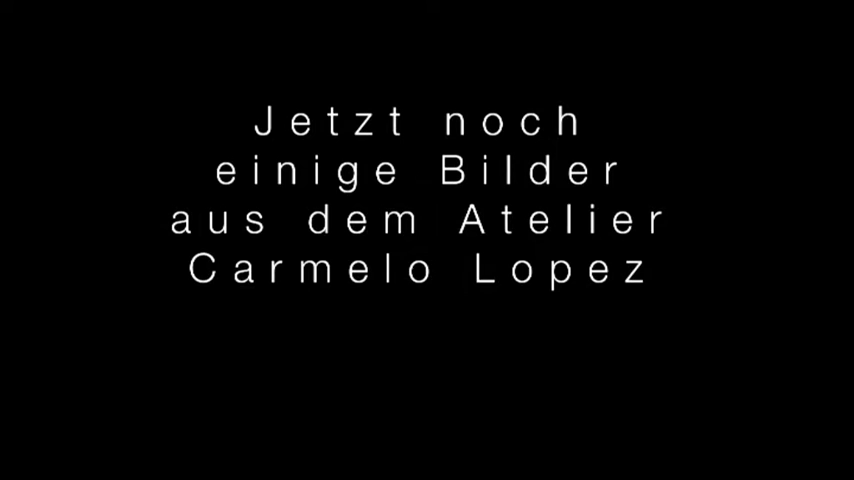 Jetzt noch
einige Bilder
aus dem Atelier
Carmelo Lopez